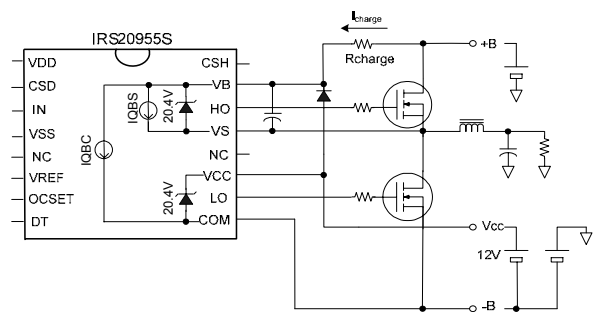 Icharge
IRS20955S
+B
VDD
CSH
Rcharge
CSD
VB
IN
IQBS
20.4V
HO
VSS
VS
NC
IQBC
NC
VREF
VCC
OCSET
20.4V
LO
DT
COM
Vcc
12V
-B